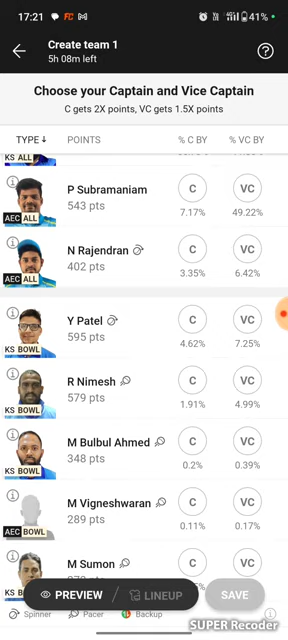 17:21
41%
Create team 1
5h 08m left
Choose your Captain and Vice Captain
C gets 2X points, VC gets 1.5X points
TYPE ↓ POINTS % C BY % VC BY
KS ALL
P Subramaniam
543 pts
C VC
7.17% 49.22%
AEC ALL
N Rajendran
402 pts
C VC
3.35% 6.42%
AEC ALL
Y Patel
595 pts
C VC
4.62% 7.25%
KS BOWL
R Nimesh
579 pts
C VC
1.91% 4.99%
KS BOWL
M Bulbul Ahmed
348 pts
C VC
0.2% 0.39%
KS BOWL
M Vigneshwaran
289 pts
C VC
0.11% 0.17%
AEC BOWL
M Sumon
C VC
PREVIEW / LINEUP
SAVE
Spinner Pacer Backup
SUPER Recorder